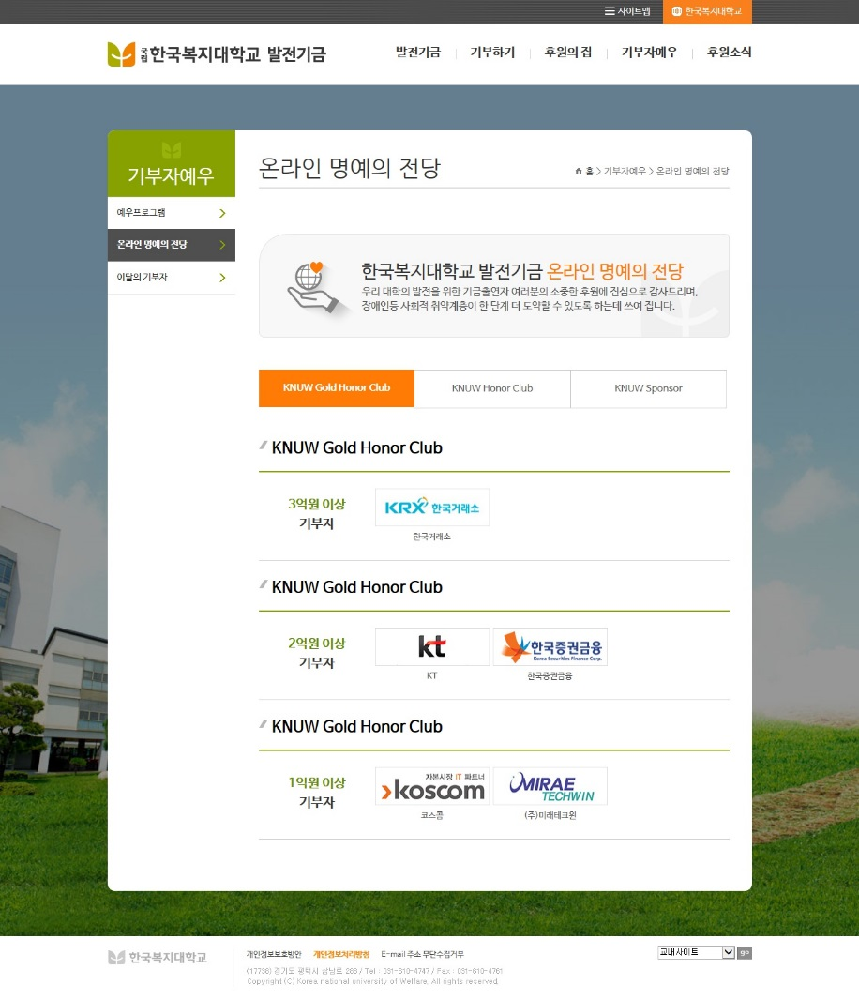 사이트맵
한국복지대학교
국립 한국복지대학교 발전기금
발전기금
기부하기
후원의 집
기부자예우
후원소식
기부자예우
예우프로그램
온라인 명예의 전당
이달의 기부자
온라인 명예의 전당
홈 > 기부자예우 > 온라인 명예의 전당
한국복지대학교 발전기금 온라인 명예의 전당
우리 대학의 발전을 위한 기금출연자 여러분의 소중한 후원에 진심으로 감사드리며,
장애인등 사회적 취약계층이 한 단계 더 도약할 수 있도록 하는데 쓰여 집니다.
KNUW Gold Honor Club
KNUW Honor Club
KNUW Sponsor
KNUW Gold Honor Club
3억원 이상
기부자
KRX 한국거래소
한국거래소
KNUW Gold Honor Club
2억원 이상
기부자
kt
KT
한국증권금융
Korea Securities Finance Corp.
한국증권금융
KNUW Gold Honor Club
1억원 이상
기부자
자본시장 IT 파트너
koscom
코스콤
MIRAE
TECHWIN
(주)미래테크윈
한국복지대학교
개인정보보호방안
개인정보처리방침
E-mail 주소 무단수집거부
(17738) 경기도 평택시 삼남로 283 / Tel : 031-610-4747 / Fax : 031-610-4761
Copyright (C) Korea national university of Welfare, All rights reserved.
교내사이트
go